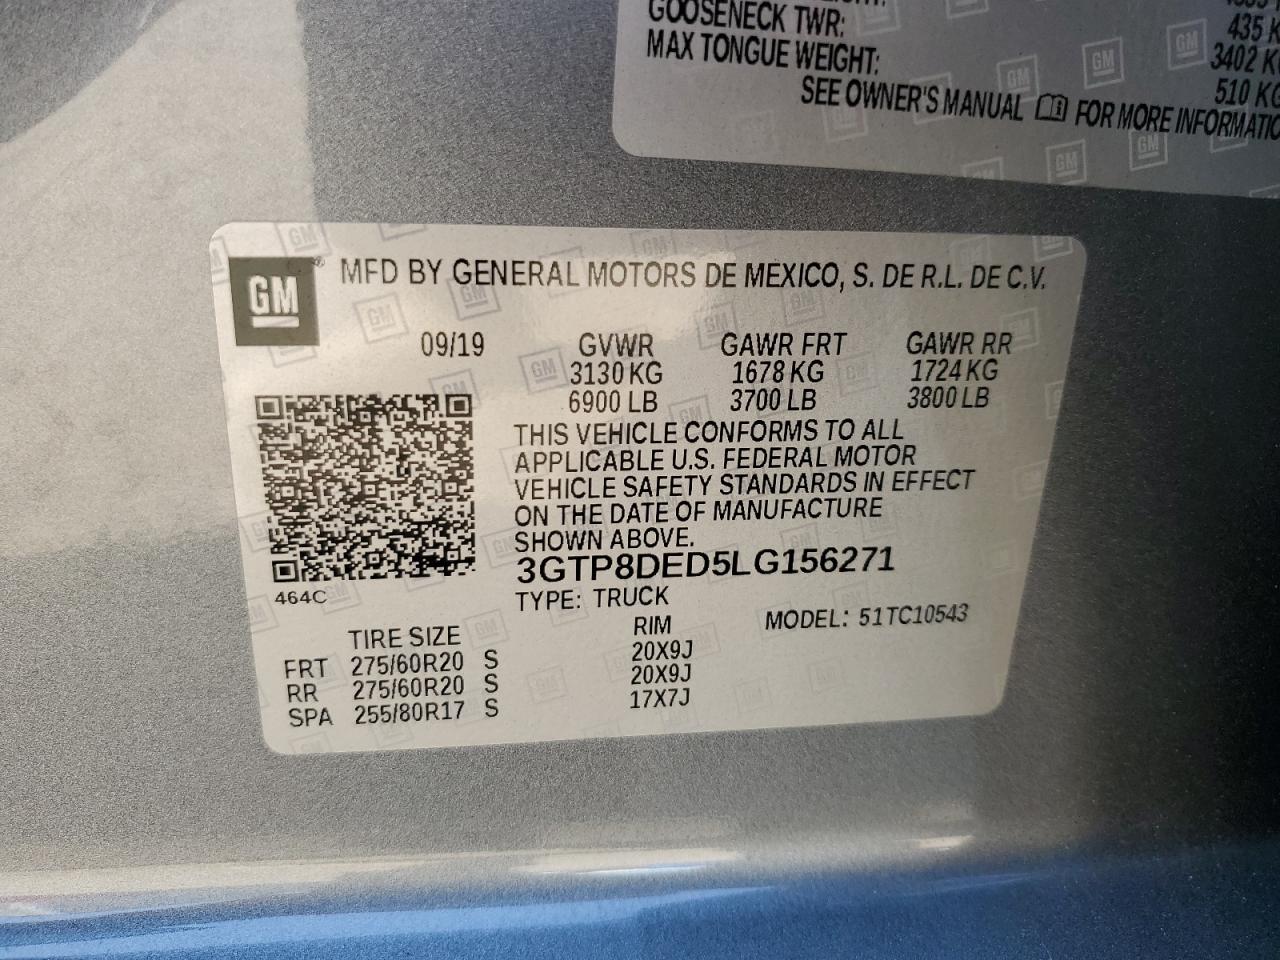 GOOSENECK TWR: 435 K
MAX TONGUE WEIGHT: 3402 KG
510 KG
SEE OWNER'S MANUAL FOR MORE INFORMATIO
GM
MFD BY GENERAL MOTORS DE MEXICO, S. DE R.L. DE C.V.
09/19 GVWR GAWR FRT GAWR RR
3130 KG 1678 KG 1724 KG
6900 LB 3700 LB 3800 LB
THIS VEHICLE CONFORMS TO ALL
APPLICABLE U.S. FEDERAL MOTOR
VEHICLE SAFETY STANDARDS IN EFFECT
ON THE DATE OF MANUFACTURE
SHOWN ABOVE.
3GTP8DED5LG156271
464C
TYPE: TRUCK
MODEL: 51TC10543
TIRE SIZE RIM
FRT 275/60R20 S 20X9J
RR 275/60R20 S 20X9J
SPA 255/80R17 S 17X7J